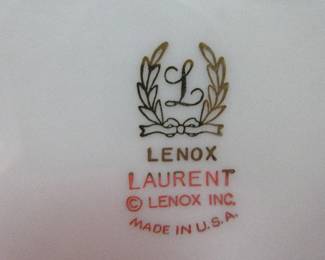 L
LENOX
LAURENT
© LENOX INC.
MADE IN U.S.A.